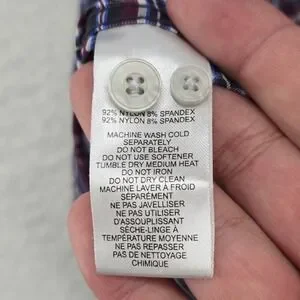 92% NYLON 8% SPANDEX
92% NYLON 8% SPANDEX
MACHINE WASH COLD
SEPARATELY
DO NOT BLEACH
DO NOT USE SOFTENER
TUMBLE DRY MEDIUM HEAT
DO NOT IRON
DO NOT DRY CLEAN
MACHINE LAVER À FROID
SÉPARÉMENT
NE PAS JAVELLISER
NE PAS UTILISER
D'ASSOUPLISSANT
SÈCHE-LINGE À
TEMPÉRATURE MOYENNE
NE PAS REPASSER
PAS DE NETTOYAGE
CHIMIQUE